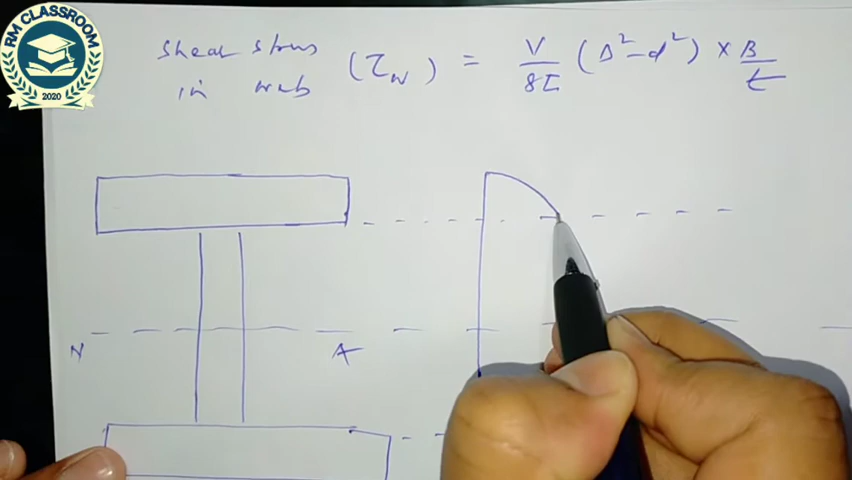 RM CLASSROOM
2020
Shear stress (τw) = V/8I (D²-d²) × B/t
in web
N A